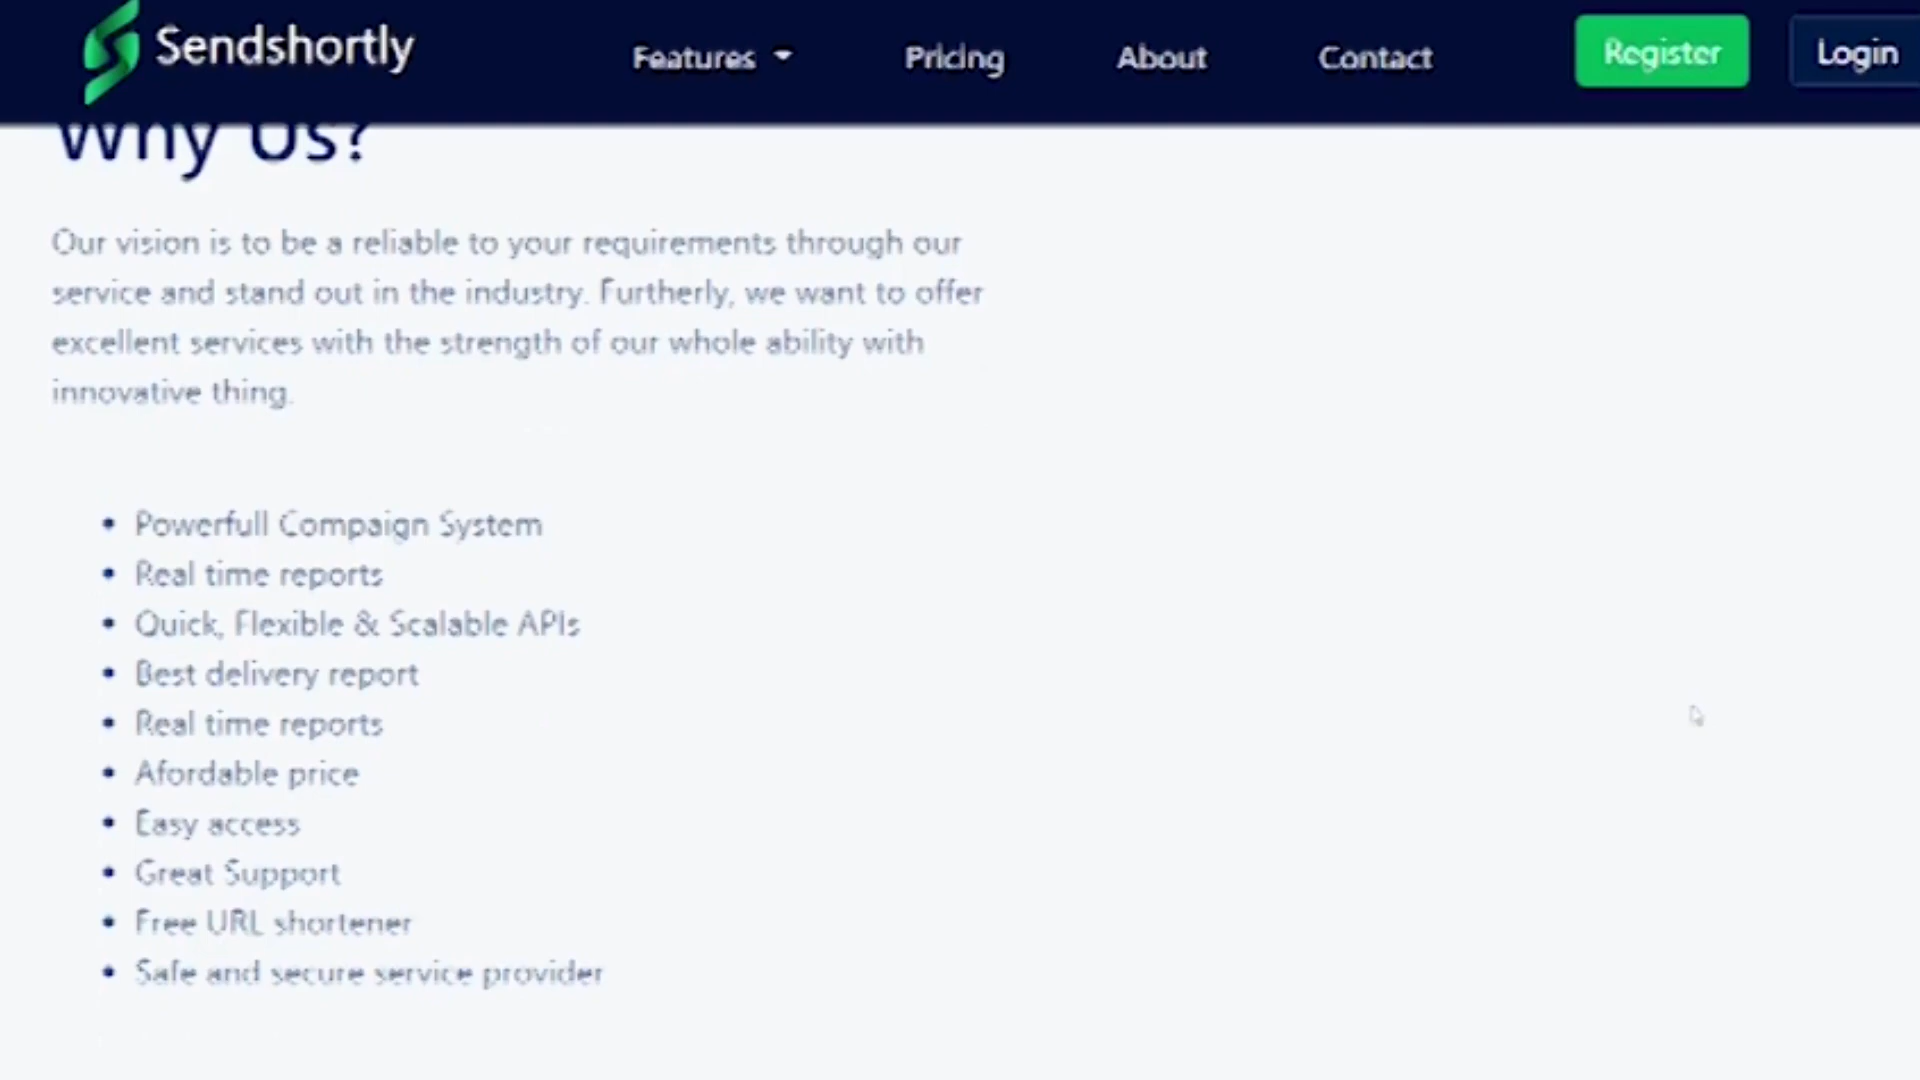 Sendshortly
Features
Pricing
About
Contact
Register
Login
Why Us?
Our vision is to be a reliable to your requirements through our
service and stand out in the industry. Furtherly, we want to offer
excellent services with the strength of our whole ability with
innovative thing.
Powerfull Compaign System
Real time reports
Quick, Flexible & Scalable APIs
Best delivery report
Real time reports
Afordable price
Easy access
Great Support
Free URL shortener
Safe and secure service provider